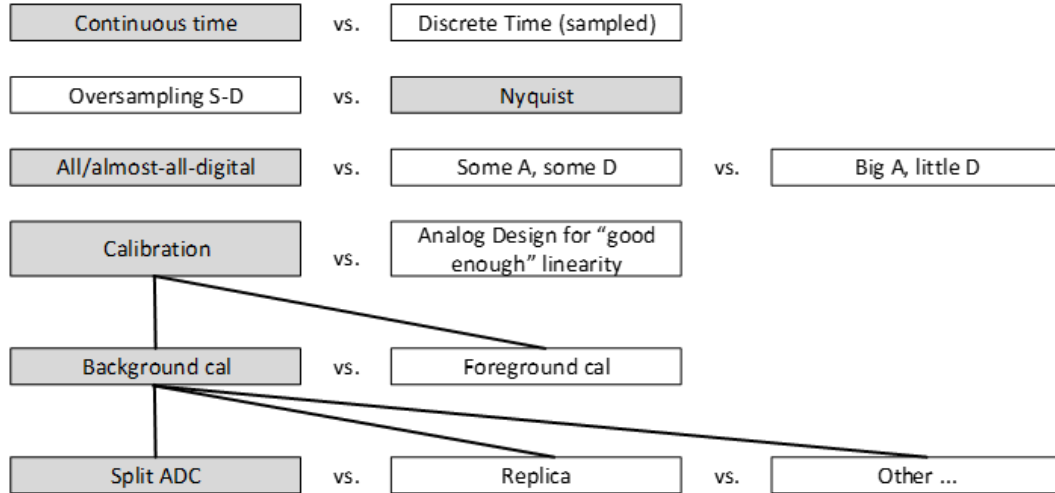 Continuous time vs. Discrete Time (sampled)
Oversampling S-D vs. Nyquist
All/almost-all-digital vs. Some A, some D vs. Big A, little D
Calibration vs. Analog Design for “good
enough” linearity
Background cal vs. Foreground cal
Split ADC vs. Replica vs. Other ...